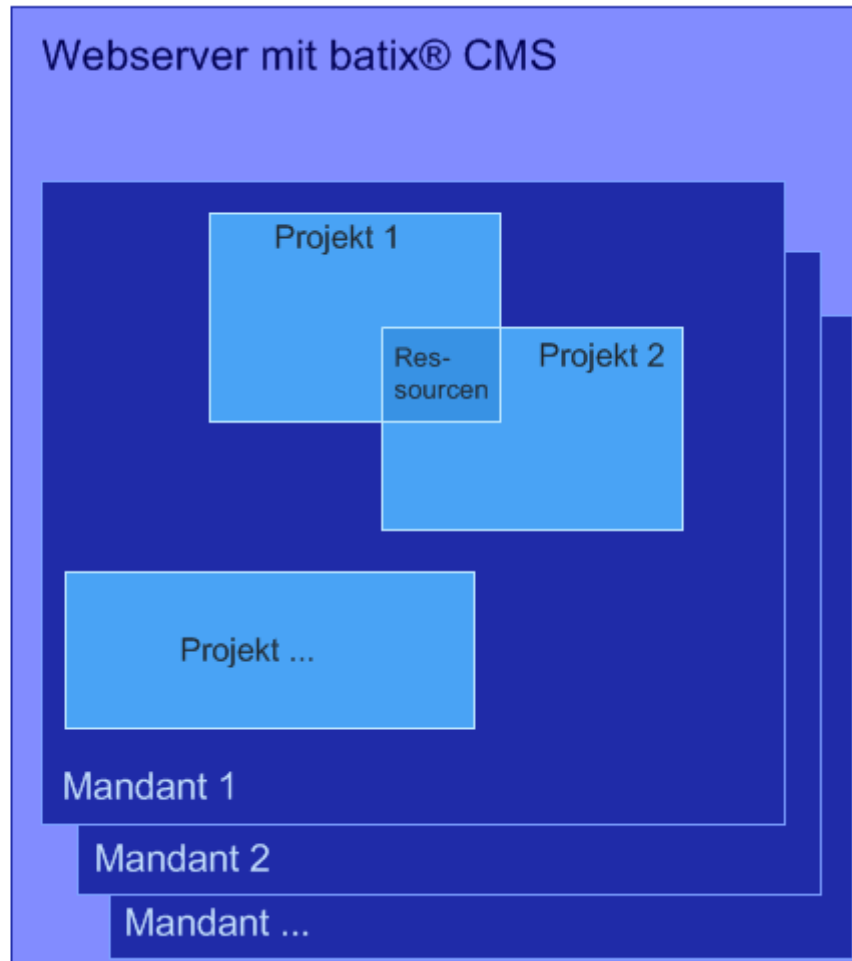 Webserver mit batix® CMS
Projekt 1
Res-
sourcen
Projekt 2
Projekt ...
Mandant 1
Mandant 2
Mandant ...